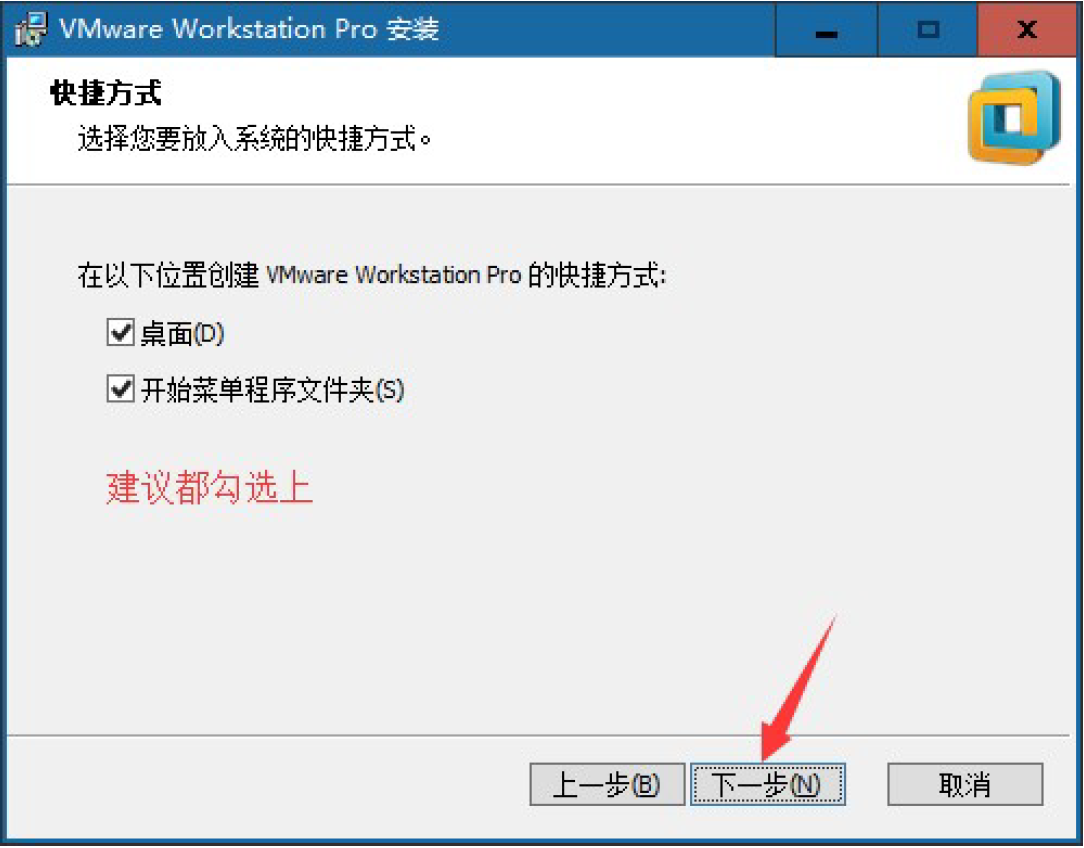 VMware Workstation Pro 安装
快捷方式
选择您要放入系统的快捷方式。
在以下位置创建 VMware Workstation Pro 的快捷方式:
桌面(D)
开始菜单程序文件夹(S)
建议都勾选上
上一步(B) 下一步(N) 取消